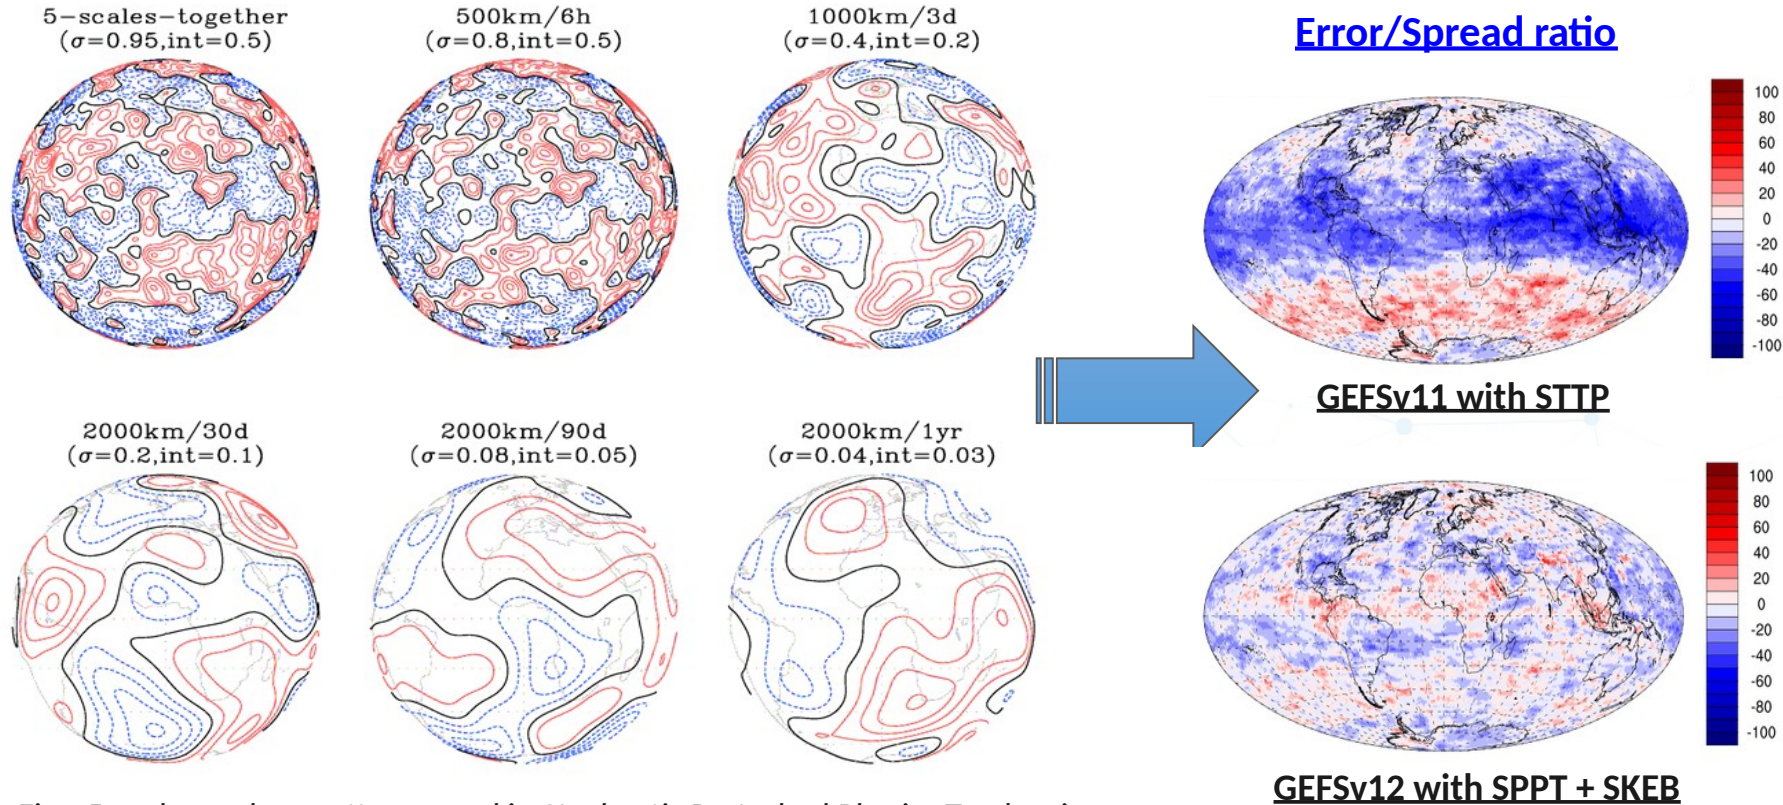 5-scales-together
(σ=0.95,int=0.5)
500km/6h
(σ=0.8,int=0.5)
1000km/3d
(σ=0.4,int=0.2)
2000km/30d
(σ=0.2,int=0.1)
2000km/90d
(σ=0.08,int=0.05)
2000km/1yr
(σ=0.04,int=0.03)
Error/Spread ratio
100
80
60
40
20
0
-20
-40
-60
-80
-100
GEFSv11 with STTP
100
80
60
40
20
0
-20
-40
-60
-80
-100
GEFSv12 with SPPT + SKEB